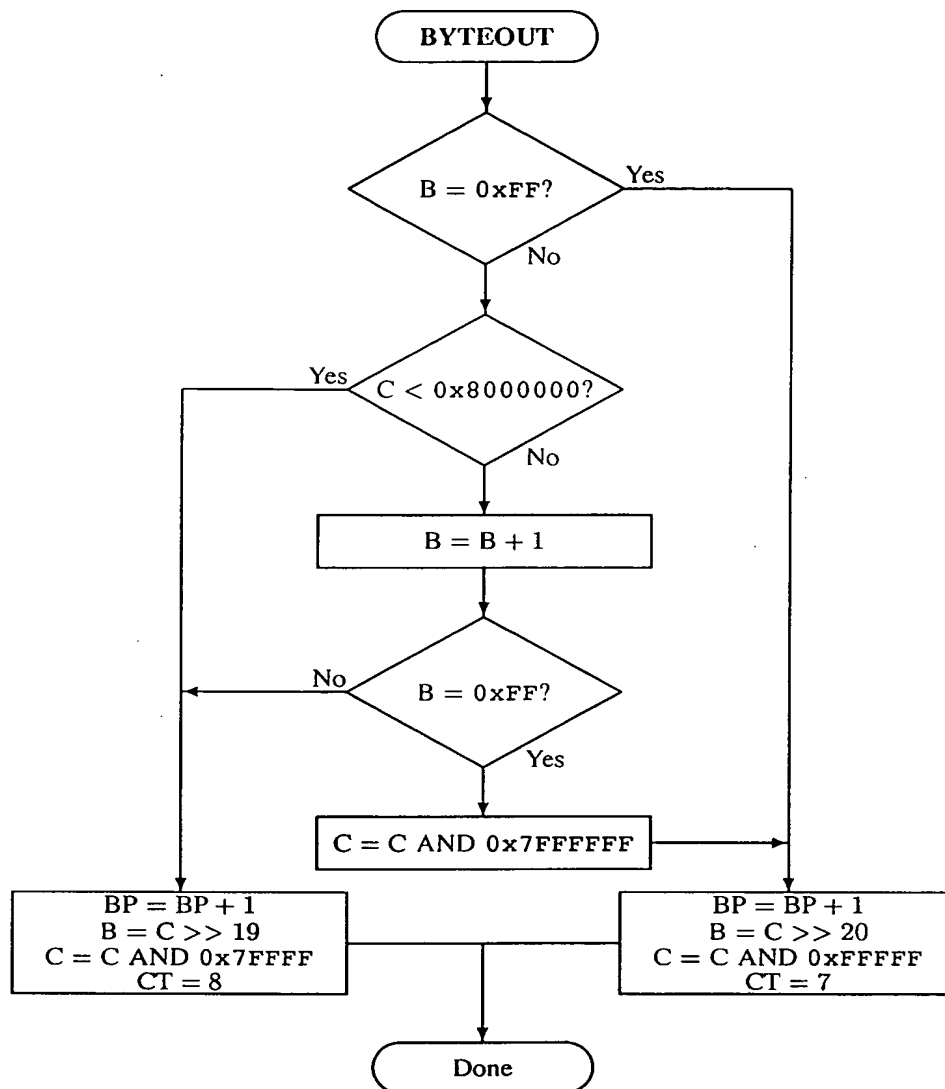 BYTEOUT
B = 0xFF?
Yes
No
C < 0x8000000?
Yes
No
B = B + 1
B = 0xFF?
No
Yes
C = C AND 0x7FFFFFF
BP = BP + 1
B = C >> 19
C = C AND 0x7FFFF
CT = 8
BP = BP + 1
B = C >> 20
C = C AND 0xFFFFF
CT = 7
Done